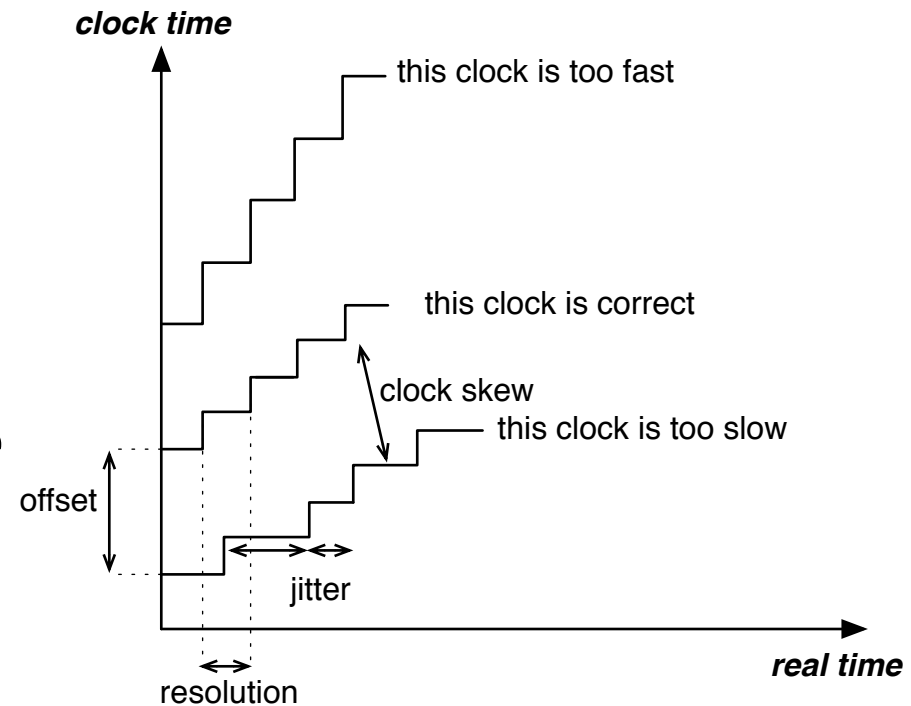 clock time
this clock is too fast
this clock is correct
clock skew
this clock is too slow
offset
jitter
real time
resolution